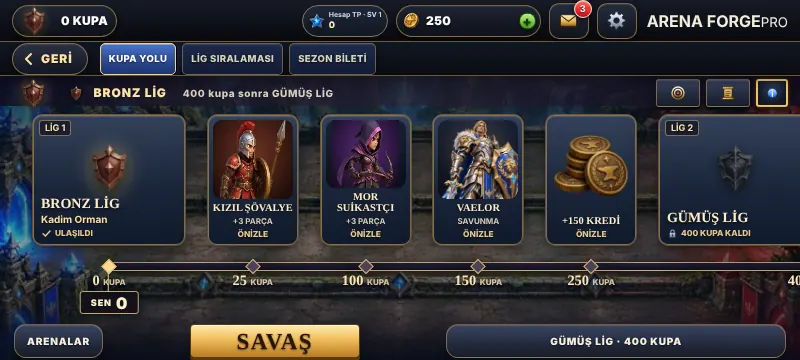 0 KUPA
Hesap TP · SV 1
0
250
3
ARENA FORGEPRO
GERİ
KUPA YOLU
LİG SIRALAMASI
SEZON BİLETİ
BRONZ LİG
400 kupa sonra GÜMÜŞ LİG
LİG 1
BRONZ LİG
Kadim Orman
ULAŞILDI
KIZIL ŞÖVALYE
+3 PARÇA
ÖNİZLE
MOR
SUİKASTÇI
+3 PARÇA
ÖNİZLE
VAELOR
SAVUNMA
ÖNİZLE
+150 KREDİ
ÖNİZLE
LİG 2
GÜMÜŞ LİG
400 KUPA KALDI
0 KUPA
25 KUPA
100 KUPA
150 KUPA
250 KUPA
40
SEN 0
ARENALAR
SAVAŞ
GÜMÜŞ LİG · 400 KUPA